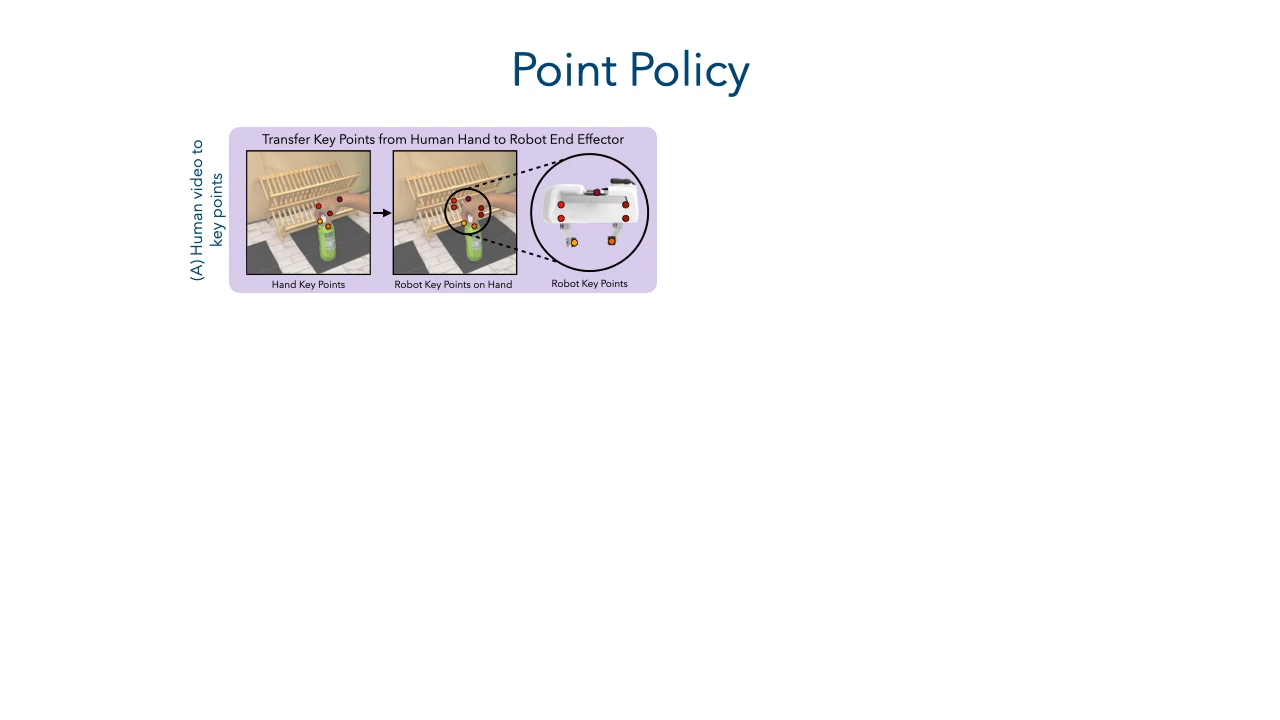 Point Policy
(A) Human video to
key points
Transfer Key Points from Human Hand to Robot End Effector
Hand Key Points
Robot Key Points on Hand
Robot Key Points